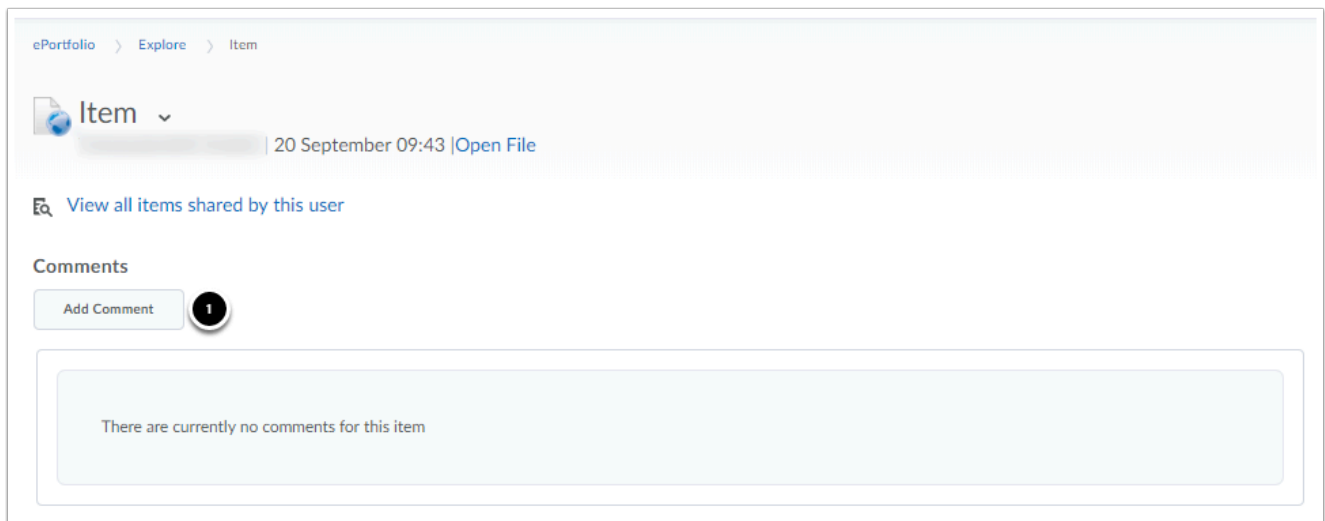 ePortfolio > Explore > Item
Item
| 20 September 09:43 |Open File
View all items shared by this user
Comments
Add Comment 1
There are currently no comments for this item